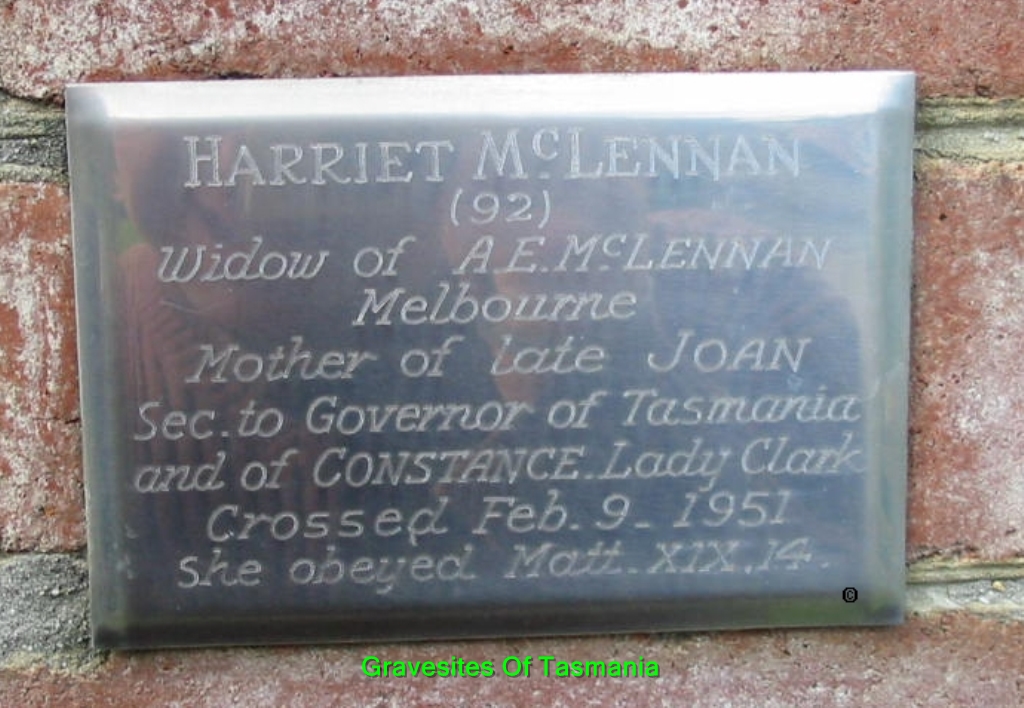 HARRIET McLENNAN
(92)
Widow of A.E. McLENNAN
Melbourne
Mother of late JOAN
Sec. to Governor of Tasmania
and of CONSTANCE. Lady Clark
Crossed Feb. 9 - 1951
She obeyed Matt. XIX. 14.
©
Gravesites Of Tasmania